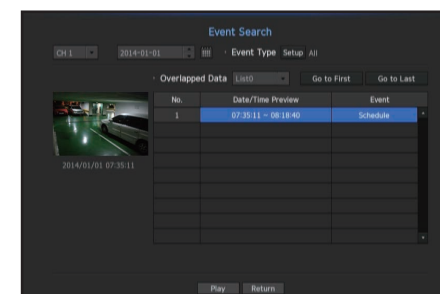 Event Search
CH 1 2014-01-01 · Event Type Setup All
· Overlapped Data List0 Go to First Go to Last
No. Date/Time Preview Event
1 07:35:11 ~ 08:18:40 Schedule
2014/01/01 07:35:11
Play Return